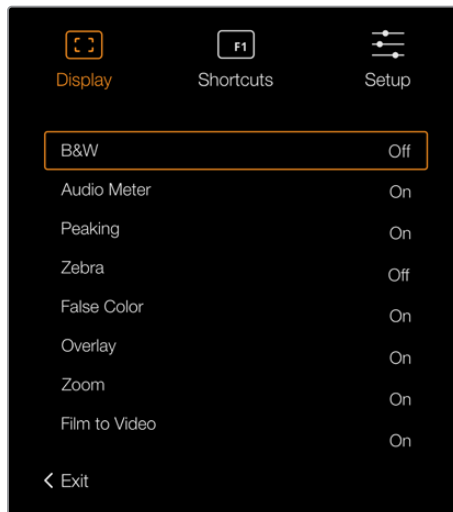 F1
Display Shortcuts Setup
B&W Off
Audio Meter On
Peaking On
Zebra Off
False Color On
Overlay On
Zoom On
Film to Video On
Exit